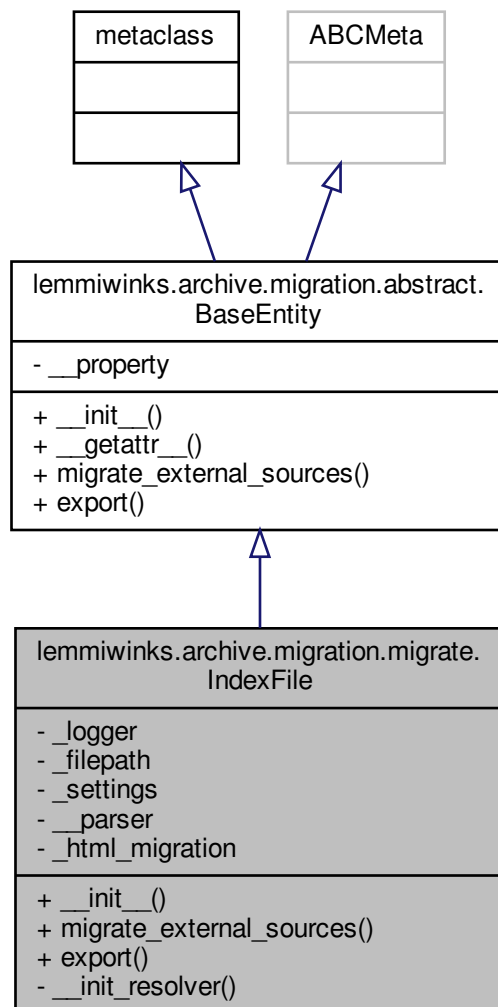 metaclass
ABCMeta
lemmiwinks.archive.migration.abstract.
BaseEntity
- __property
+ __init__()
+ __getattr__()
+ migrate_external_sources()
+ export()
lemmiwinks.archive.migration.migrate.
IndexFile
- _logger
- _filepath
- _settings
- __parser
- _html_migration
+ __init__()
+ migrate_external_sources()
+ export()
- __init_resolver()